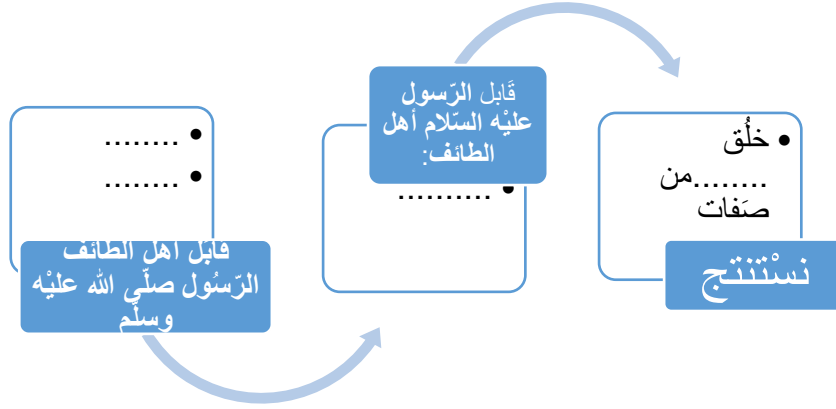 • ........
• ........
قابل أهل الطائف
الرّسُول صلّى الله عليْه
وسلّم
قَابل الرّسول
عليْه السّلام أهل
الطائف:
• ..........
• خلُق
........من
صَفات
نسْتنتج